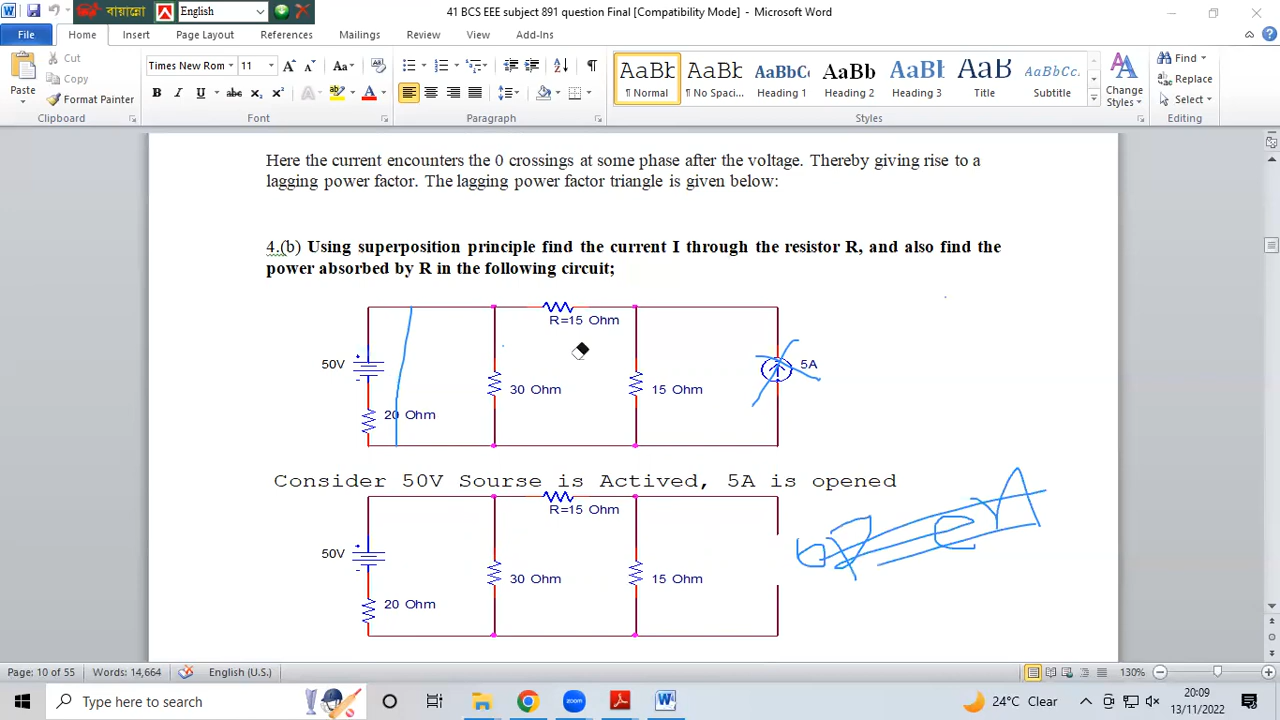 41 BCS EEE subject 891 question Final [Compatibility Mode] - Microsoft Word
বায়ান্নো
English
File Home Insert Page Layout References Mailings Review View Add-Ins
Paste
Cut
Copy
Format Painter
Clipboard
Times New Rom 11
Font
Paragraph
AaBb AaBb AaBbCc AaBb AaBb AaB AaBbCc.
¶ Normal ¶ No Spaci... Heading 1 Heading 2 Heading 3 Title Subtitle
Styles
Change Styles
Find
Replace
Select
Editing
Here the current encounters the 0 crossings at some phase after the voltage. Thereby giving rise to a
lagging power factor. The lagging power factor triangle is given below:
4.(b) Using superposition principle find the current I through the resistor R, and also find the
power absorbed by R in the following circuit;
R=15 Ohm
50V
5A
30 Ohm
15 Ohm
20 Ohm
Consider 50V Sourse is Actived, 5A is opened
R=15 Ohm
50V
30 Ohm
15 Ohm
20 Ohm
Page: 10 of 55 Words: 14,664 English (U.S.) 130%
Type here to search
24°C Clear
20:09
13/11/2022